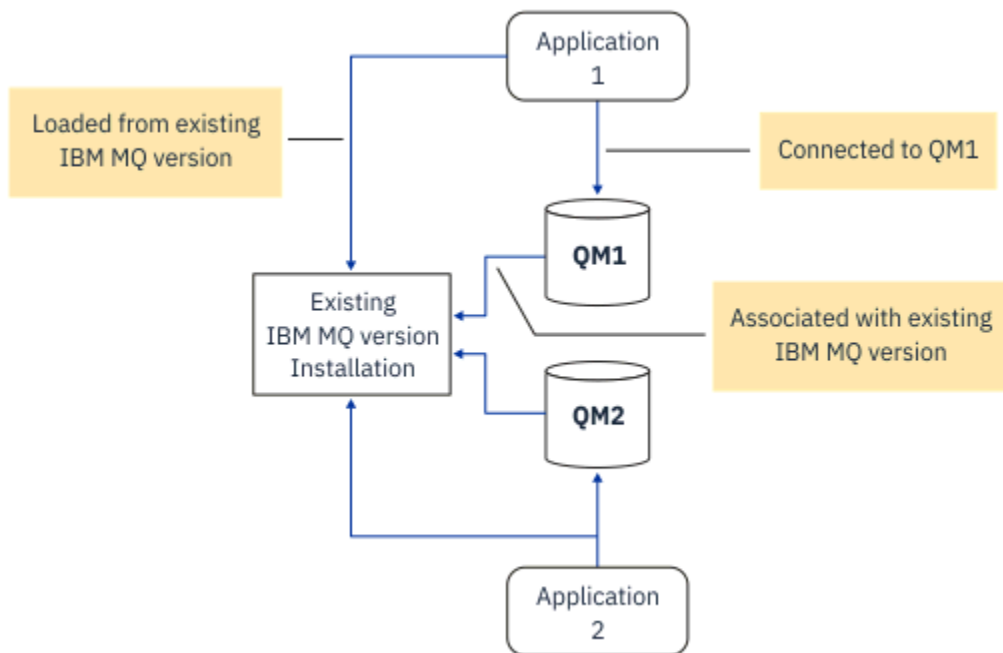 Application
1
Loaded from existing
IBM MQ version
Connected to QM1
QM1
Existing
IBM MQ version
Installation
Associated with existing
IBM MQ version
QM2
Application
2